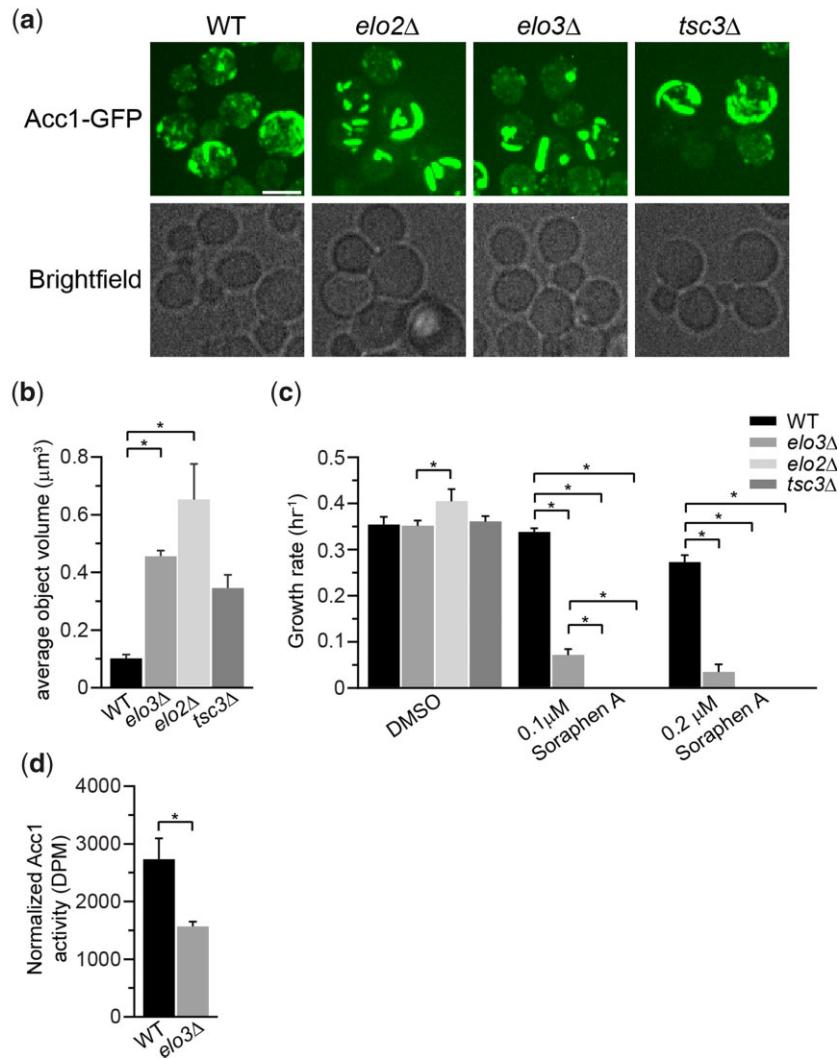 (a)
WT
elo2Δ
elo3Δ
tsc3Δ
Acc1-GFP
Brightfield
(b)
average object volume (μm³)
0.8
0.6
0.4
0.2
0
*
*
WT
elo3Δ
elo2Δ
tsc3Δ
(c)
WT
elo3Δ
elo2Δ
tsc3Δ
Growth rate (hr⁻¹)
0.5
0.4
0.3
0.2
0.1
0
*
*
*
*
*
*
*
*
*
DMSO
0.1μM
Soraphen A
0.2 μM
Soraphen A
(d)
Normalized Acc1
activity (DPM)
4000
3000
2000
1000
0
*
WT
elo3Δ